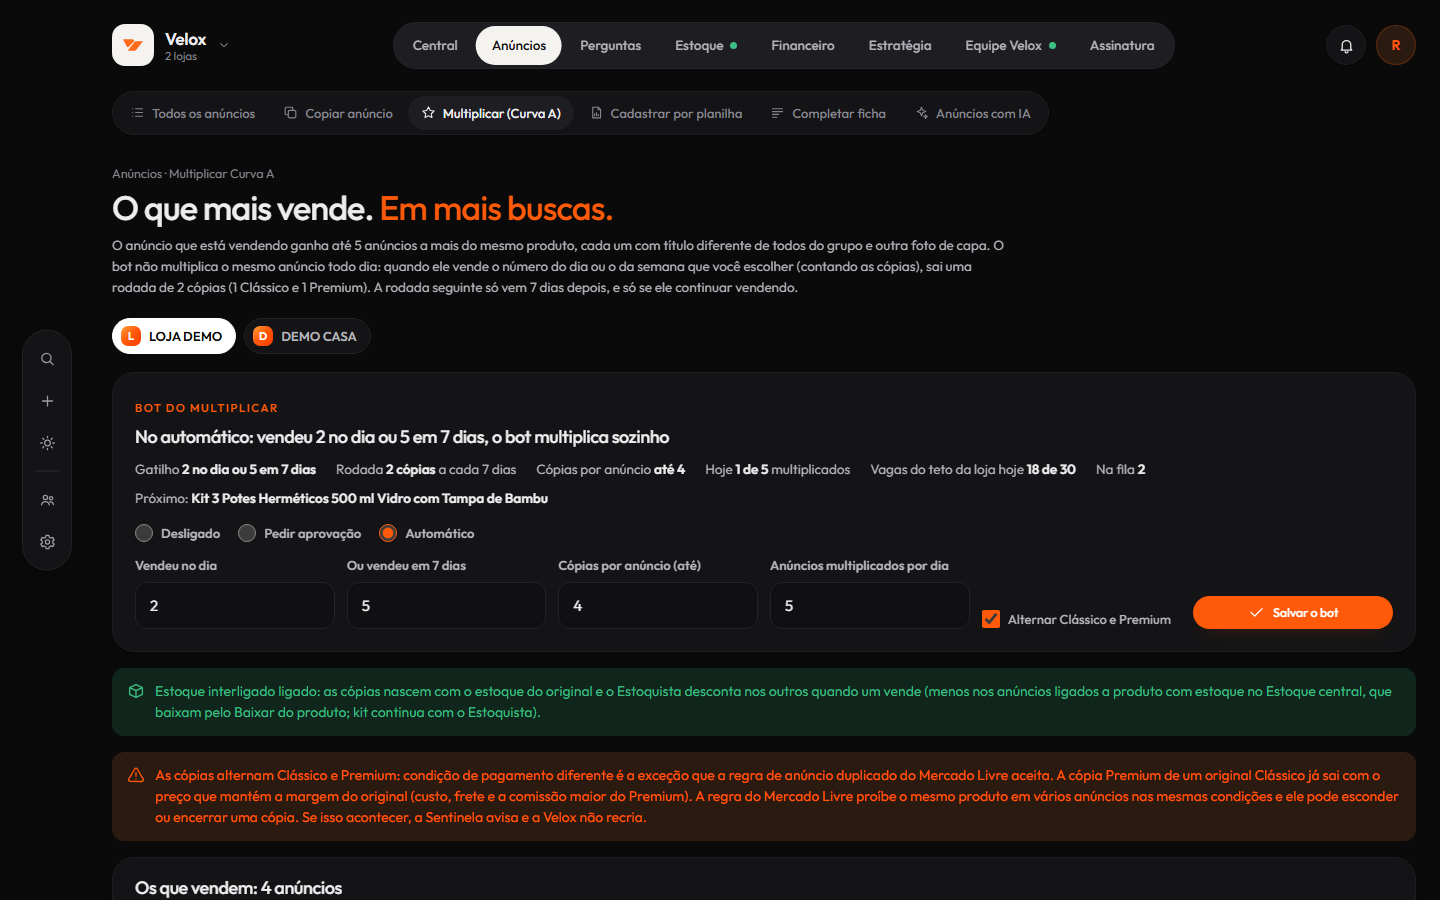 Velox
2 lojas
Central
Anúncios
Perguntas
Estoque
Financeiro
Estratégia
Equipe Velox
Assinatura
R
Todos os anúncios
Copiar anúncio
Multiplicar (Curva A)
Cadastrar por planilha
Completar ficha
Anúncios com IA
Anúncios · Multiplicar Curva A
O que mais vende. Em mais buscas.
O anúncio que está vendendo ganha até 5 anúncios a mais do mesmo produto, cada um com título diferente de todos do grupo e outra foto de capa. O
bot não multiplica o mesmo anúncio todo dia: quando ele vende o número do dia ou o da semana que você escolher (contando as cópias), sai uma
rodada de 2 cópias (1 Clássico e 1 Premium). A rodada seguinte só vem 7 dias depois, e só se ele continuar vendendo.
L LOJA DEMO
D DEMO CASA
BOT DO MULTIPLICAR
No automático: vendeu 2 no dia ou 5 em 7 dias, o bot multiplica sozinho
Gatilho 2 no dia ou 5 em 7 dias Rodada 2 cópias a cada 7 dias Cópias por anúncio até 4 Hoje 1 de 5 multiplicados Vagas do teto da loja hoje 18 de 30 Na fila 2
Próximo: Kit 3 Potes Herméticos 500 ml Vidro com Tampa de Bambu
Desligado Pedir aprovação Automático
Vendeu no dia Ou vendeu em 7 dias Cópias por anúncio (até) Anúncios multiplicados por dia
2 5 4 5 Alternar Clássico e Premium Salvar o bot
Estoque interligado ligado: as cópias nascem com o estoque do original e o Estoquista desconta nos outros quando um vende (menos nos anúncios ligados a produto com estoque no Estoque central, que
baixam pelo Baixar do produto; kit continua com o Estoquista).
As cópias alternam Clássico e Premium: condição de pagamento diferente é a exceção que a regra de anúncio duplicado do Mercado Livre aceita. A cópia Premium de um original Clássico já sai com o
preço que mantém a margem do original (custo, frete e a comissão maior do Premium). A regra do Mercado Livre proíbe o mesmo produto em vários anúncios nas mesmas condições e ele pode esconder
ou encerrar uma cópia. Se isso acontecer, a Sentinela avisa e a Velox não recria.
Os que vendem: 4 anúncios